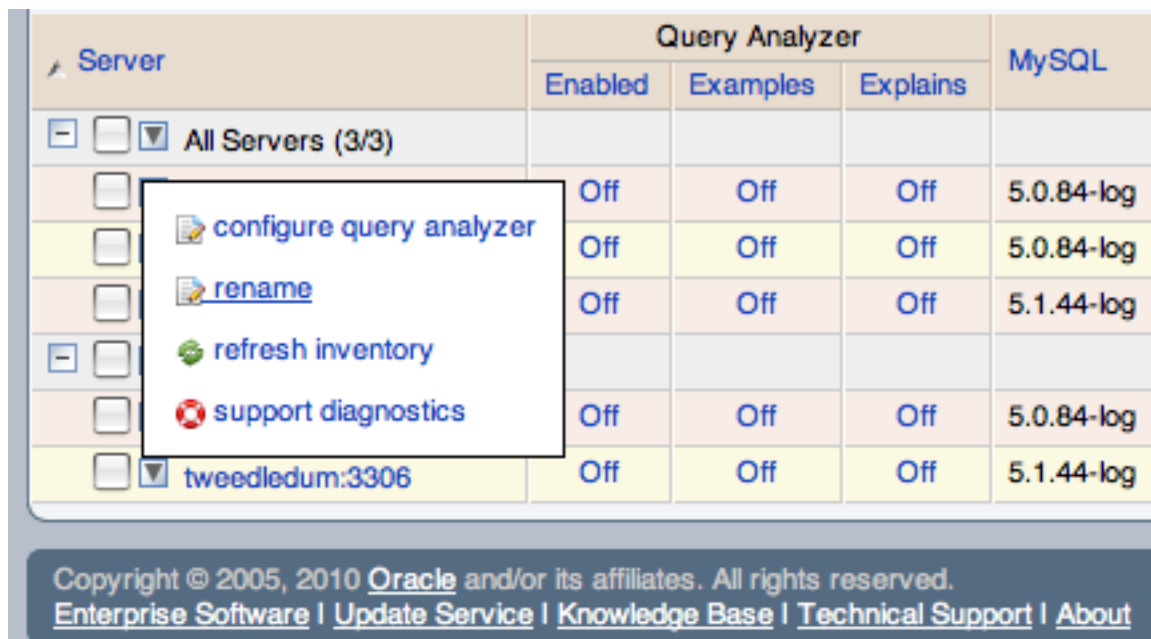 Server Query Analyzer MySQL
Enabled Examples Explains
All Servers (3/3)
Off Off Off 5.0.84-log
configure query analyzer Off Off Off 5.0.84-log
rename Off Off Off 5.1.44-log
refresh inventory
support diagnostics Off Off Off 5.0.84-log
tweedledum:3306 Off Off Off 5.1.44-log
Copyright © 2005, 2010 Oracle and/or its affiliates. All rights reserved.
Enterprise Software | Update Service | Knowledge Base | Technical Support | About